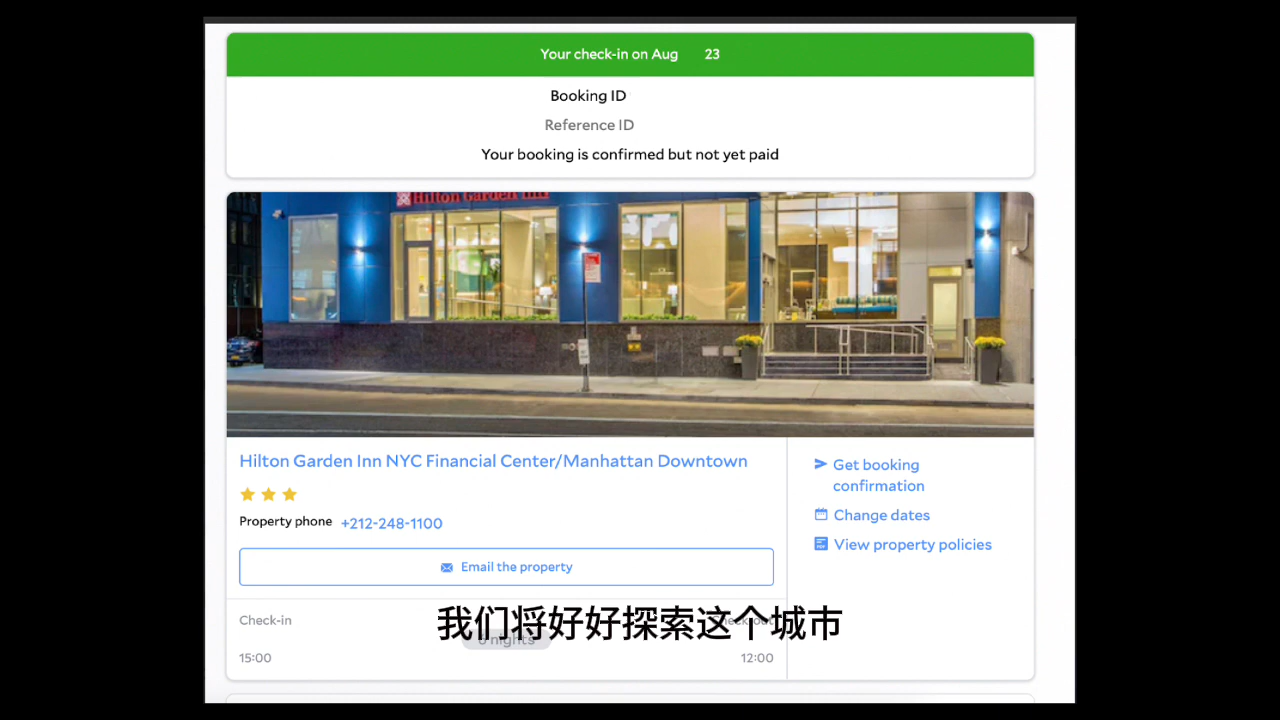 Your check-in on Aug 23
Booking ID
Reference ID
Your booking is confirmed but not yet paid
Hilton Garden Inn
Hilton Garden Inn NYC Financial Center/Manhattan Downtown
Property phone +212-248-1100
Email the property
Get booking
confirmation
Change dates
View property policies
Check-in
Check-out
我们将好好探索这个城市
nights
15:00
12:00